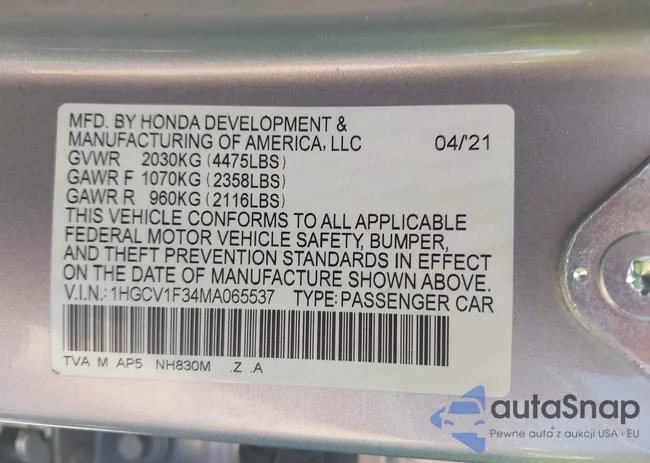 MFD. BY HONDA DEVELOPMENT &
MANUFACTURING OF AMERICA, LLC 04/'21
GVWR 2030KG (4475LBS)
GAWR F 1070KG (2358LBS)
GAWR R 960KG (2116LBS)
THIS VEHICLE CONFORMS TO ALL APPLICABLE
FEDERAL MOTOR VEHICLE SAFETY, BUMPER,
AND THEFT PREVENTION STANDARDS IN EFFECT
ON THE DATE OF MANUFACTURE SHOWN ABOVE.
V.I.N.: 1HGCV1F34MA065537 TYPE: PASSENGER CAR
TVA M AP5 NH830M .Z .A
autaSnap
Pewne auta z aukcji USA i EU